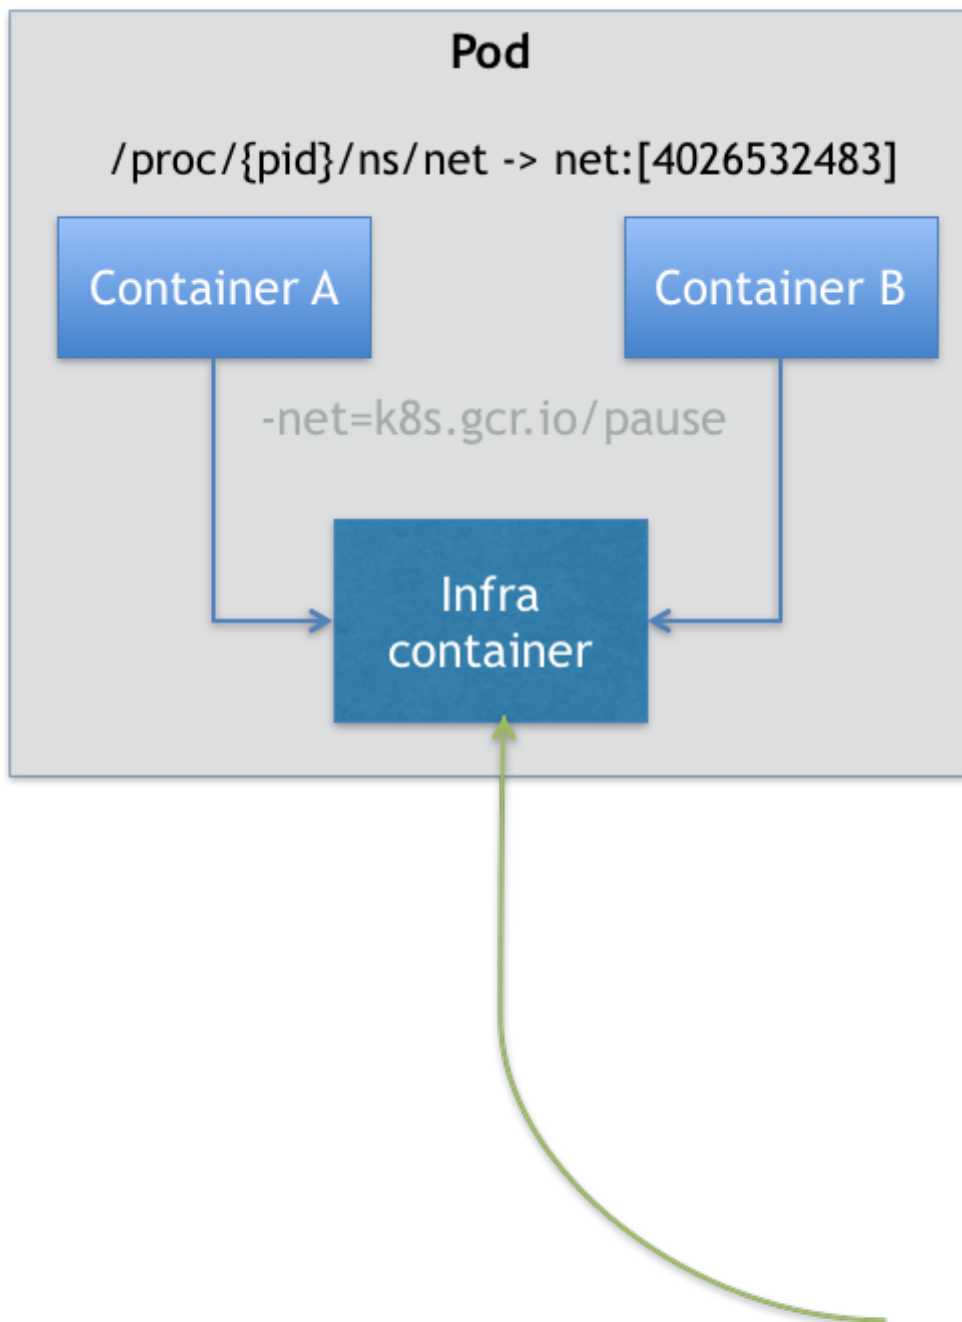 Pod
/proc/{pid}/ns/net -> net:[4026532483]
Container A
Container B
-net=k8s.gcr.io/pause
Infra
container